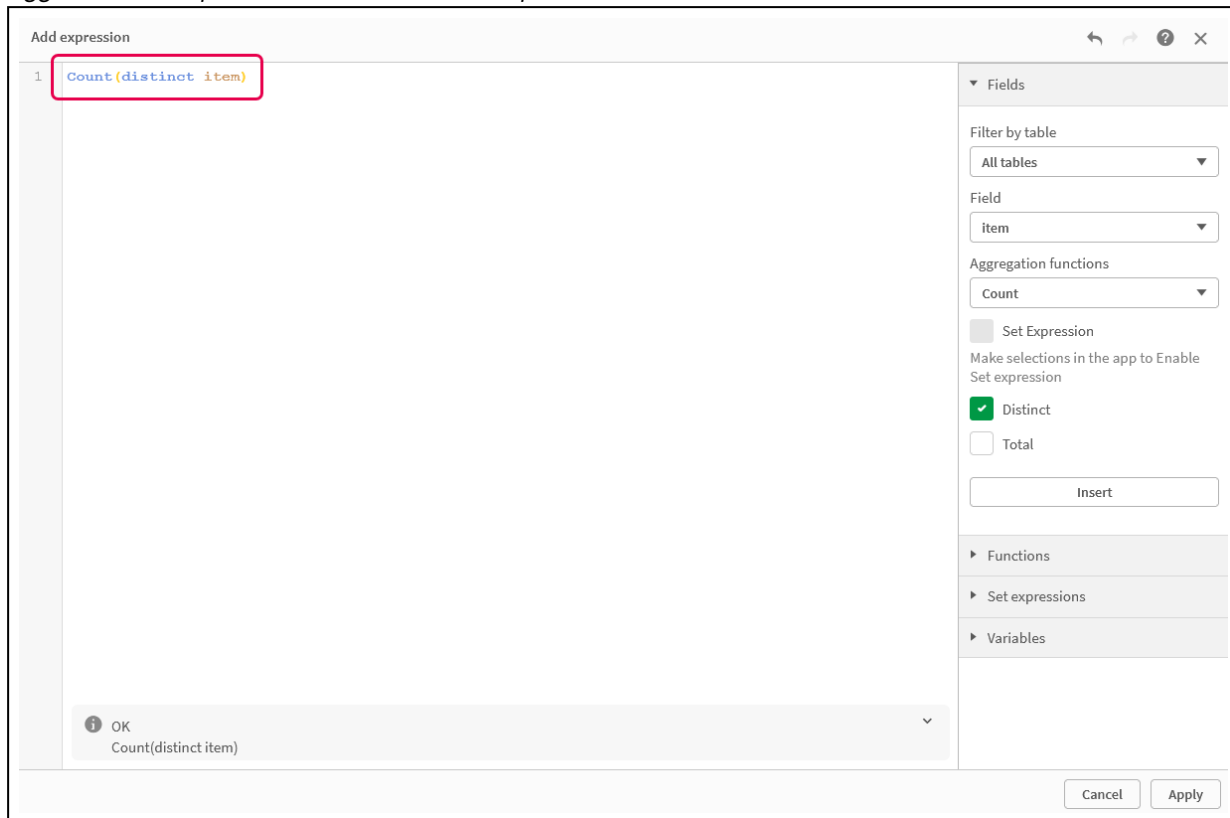 Add expression
1 Count(distinct item)
Fields
Filter by table
All tables
Field
item
Aggregation functions
Count
Set Expression
Make selections in the app to Enable
Set expression
Distinct
Total
Insert
Functions
Set expressions
Variables
OK
Count(distinct item)
Cancel Apply